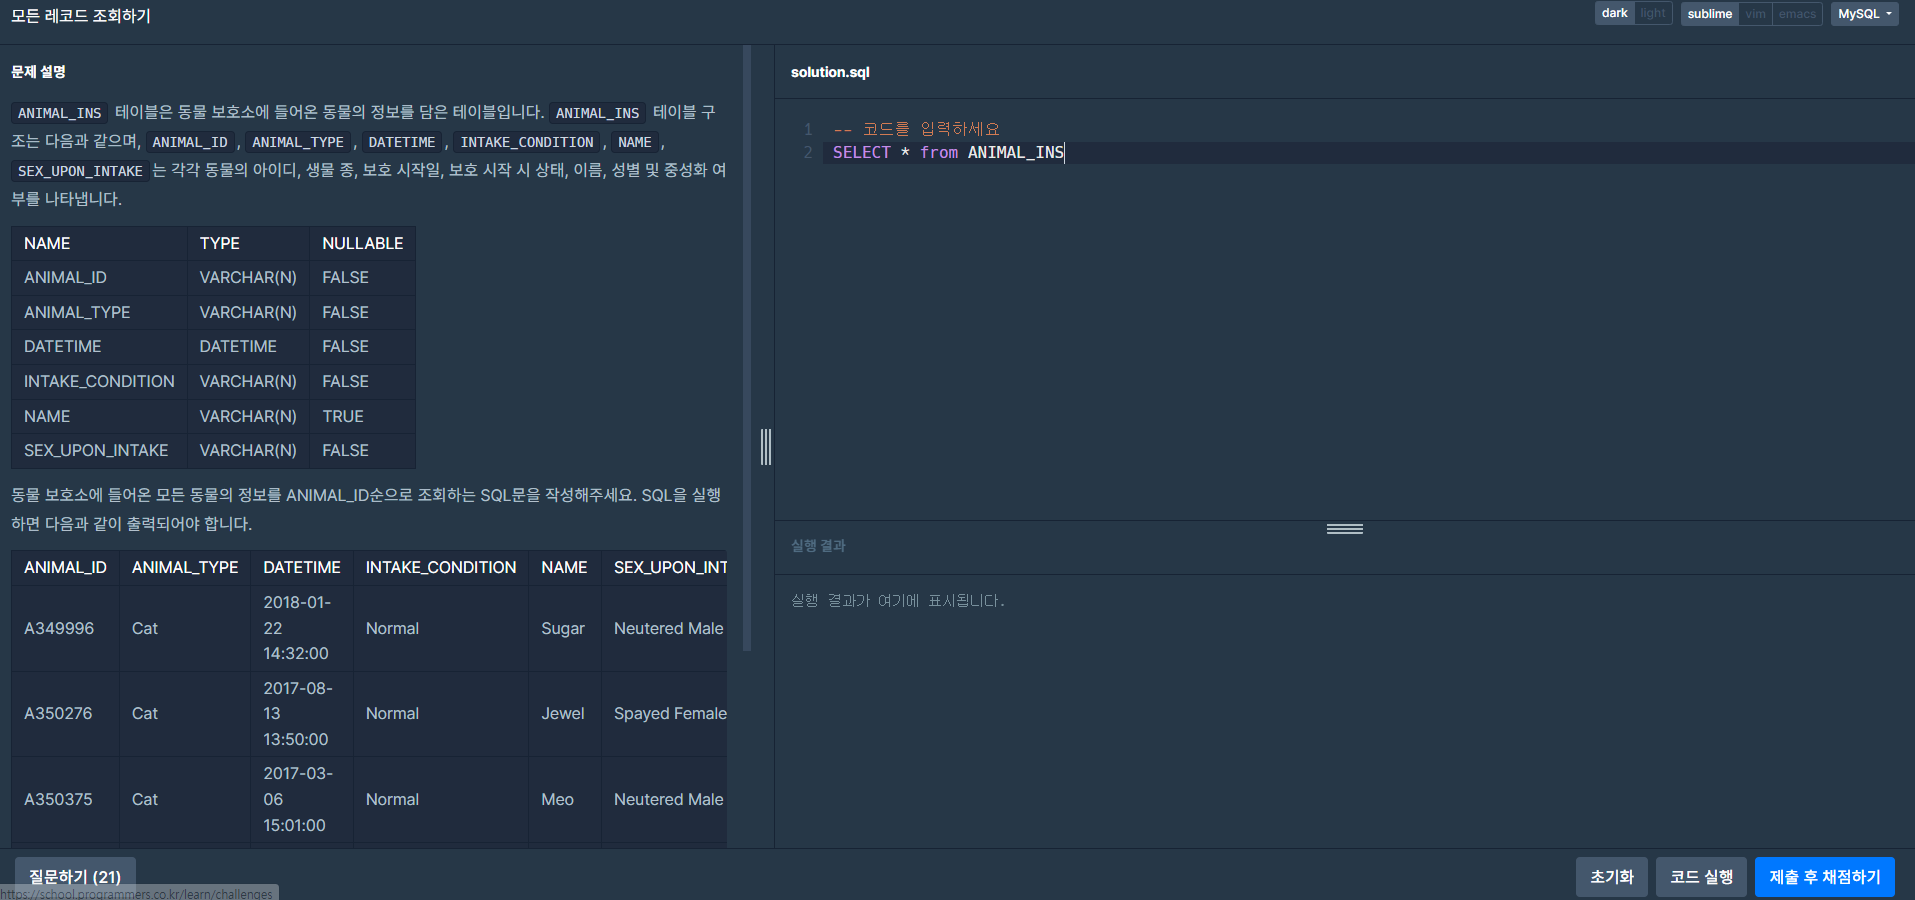 모든 레코드 조회하기
dark light sublime vim emacs MySQL
문제 설명
ANIMAL_INS 테이블은 동물 보호소에 들어온 동물의 정보를 담은 테이블입니다. ANIMAL_INS 테이블 구
조는 다음과 같으며, ANIMAL_ID, ANIMAL_TYPE, DATETIME, INTAKE_CONDITION, NAME,
SEX_UPON_INTAKE는 각각 동물의 아이디, 생물 종, 보호 시작일, 보호 시작 시 상태, 이름, 성별 및 중성화 여
부를 나타냅니다.
NAME TYPE NULLABLE
ANIMAL_ID VARCHAR(N) FALSE
ANIMAL_TYPE VARCHAR(N) FALSE
DATETIME DATETIME FALSE
INTAKE_CONDITION VARCHAR(N) FALSE
NAME VARCHAR(N) TRUE
SEX_UPON_INTAKE VARCHAR(N) FALSE
동물 보호소에 들어온 모든 동물의 정보를 ANIMAL_ID순으로 조회하는 SQL문을 작성해주세요. SQL을 실행
하면 다음과 같이 출력되어야 합니다.
ANIMAL_ID ANIMAL_TYPE DATETIME INTAKE_CONDITION NAME SEX_UPON_INT
A349996 Cat 2018-01-22 14:32:00 Normal Sugar Neutered Male
A350276 Cat 2017-08-13 13:50:00 Normal Jewel Spayed Female
A350375 Cat 2017-03-06 15:01:00 Normal Meo Neutered Male
solution.sql
1 -- 코드를 입력하세요
2 SELECT * from ANIMAL_INS
실행 결과
실행 결과가 여기에 표시됩니다.
질문하기 (21)
https://school.programmers.co.kr/learn/challenges
초기화 코드 실행 제출 후 채점하기